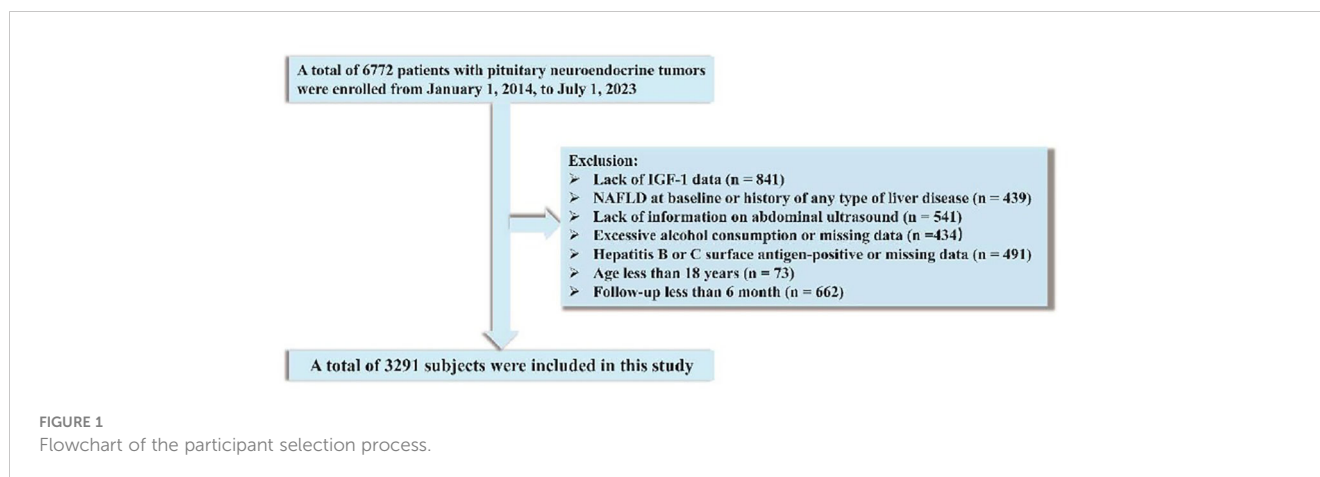 A total of 6772 patients with pituitary neuroendocrine tumors
were enrolled from January 1, 2014, to July 1, 2023
Exclusion:
➢ Lack of IGF-1 data (n = 841)
➢ NAFLD at baseline or history of any type of liver disease (n = 439)
➢ Lack of information on abdominal ultrasound (n = 541)
➢ Excessive alcohol consumption or missing data (n =434)
➢ Hepatitis B or C surface antigen-positive or missing data (n = 491)
➢ Age less than 18 years (n = 73)
➢ Follow-up less than 6 month (n = 662)
A total of 3291 subjects were included in this study
FIGURE 1
Flowchart of the participant selection process.